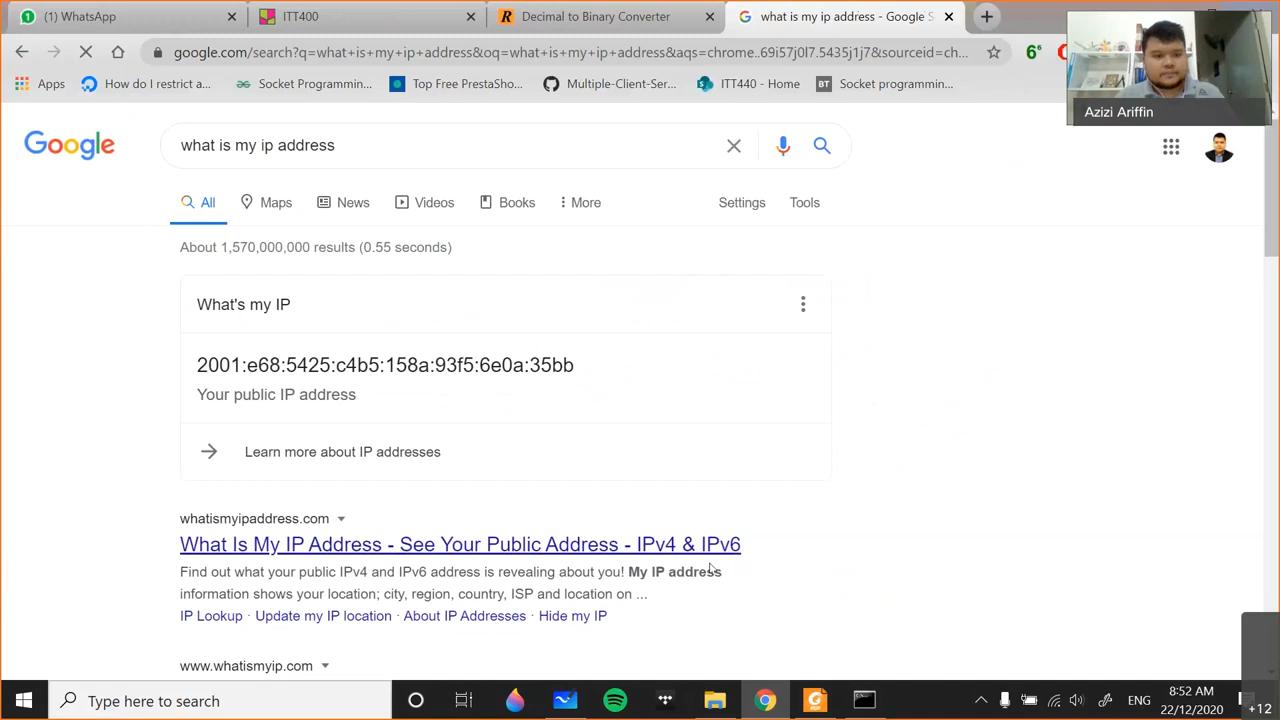 (1) WhatsApp
ITT400
Decimal to Binary Converter
what is my ip address - Google S
google.com/search?q=what+is+my+ip+address&oq=what+is+my+ip+address&aqs=chrome..69i57j0l7.5435j1j7&sourceid=ch...
6⁶
Apps
How do I restrict a...
Socket Programmin...
Top Free PrestaSho...
Multiple-Client-Ser...
ITT440 - Home
BT Socket programmin...
Azizi Ariffin
Google
what is my ip address
All
Maps
News
Videos
Books
More
Settings
Tools
About 1,570,000,000 results (0.55 seconds)
What's my IP
2001:e68:5425:c4b5:158a:93f5:6e0a:35bb
Your public IP address
Learn more about IP addresses
whatismyipaddress.com
What Is My IP Address - See Your Public Address - IPv4 & IPv6
Find out what your public IPv4 and IPv6 address is revealing about you! My IP address
information shows your location; city, region, country, ISP and location on ...
IP Lookup · Update my IP location · About IP Addresses · Hide my IP
www.whatismyip.com
Type here to search
ENG
8:52 AM
22/12/2020
+12